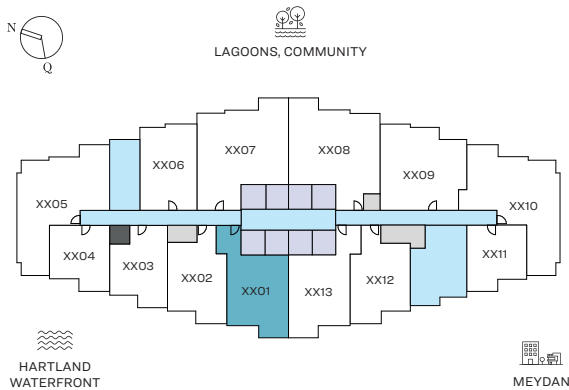 N
Q
LAGOONS, COMMUNITY
XX07
XX08
XX06
XX09
XX05
XX10
XX04
XX03
XX02
XX01
XX13
XX12
XX11
HARTLAND
WATERFRONT
MEYDAN